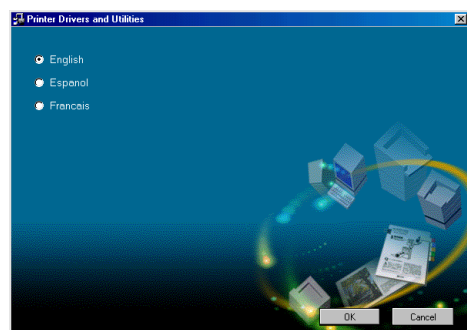 Printer Drivers and Utilities
English
Espanol
Francais
OK
Cancel